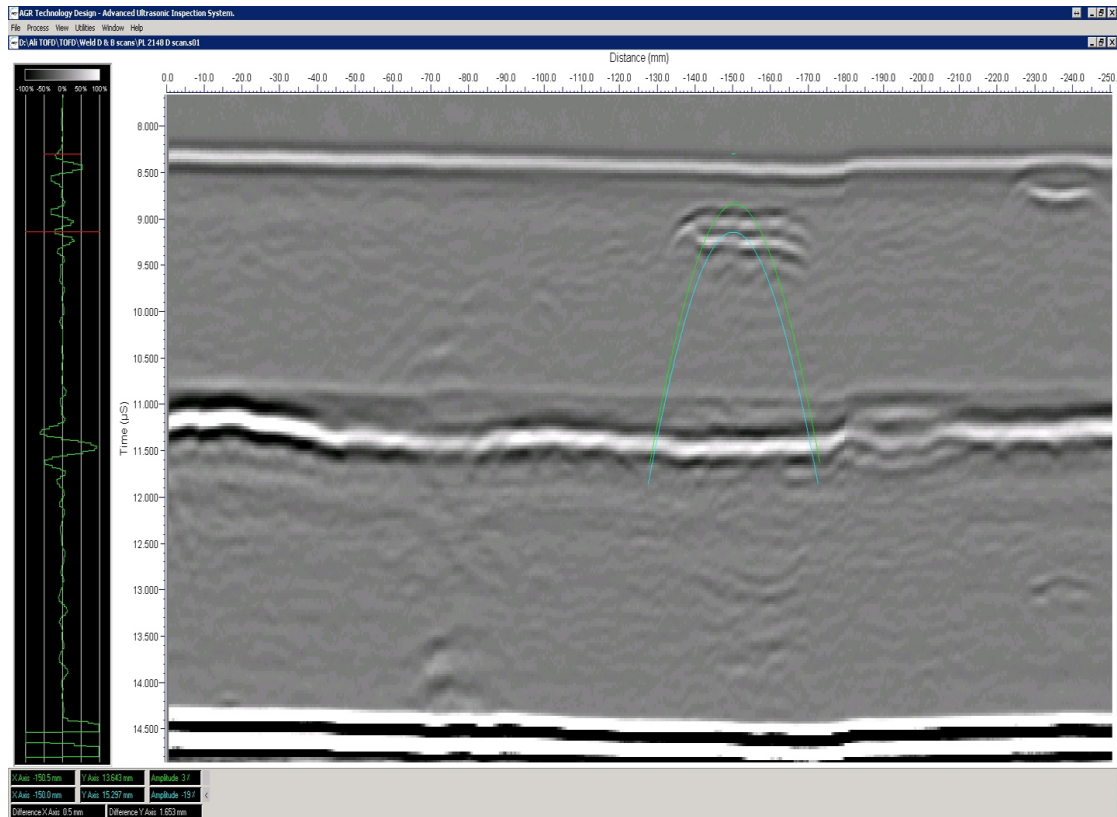 AGR Technology Design - Advanced Ultrasonic Inspection System.
File Process View Utilities Window Help
D:\Ali TOFD\TOFD\Weld D & B scans\PL 2148 D scan.s01
Distance (mm)
0.0 -10.0 -20.0 -30.0 -40.0 -50.0 -60.0 -70.0 -80.0 -90.0 -100.0 -110.0 -120.0 -130.0 -140.0 -150.0 -160.0 -170.0 -180.0 -190.0 -200.0 -210.0 -220.0 -230.0 -240.0 -250.
-100% -50% 0% 50% 100%
Time (µS)
8.000
8.500
9.000
9.500
10.000
10.500
11.000
11.500
12.000
12.500
13.000
13.500
14.000
14.500
X Axis -150.5 mm Y Axis 13.643 mm Amplitude 3 %
X Axis -150.0 mm Y Axis 15.297 mm Amplitude -19 %
Difference X Axis 0.5 mm Difference Y Axis 1.653 mm